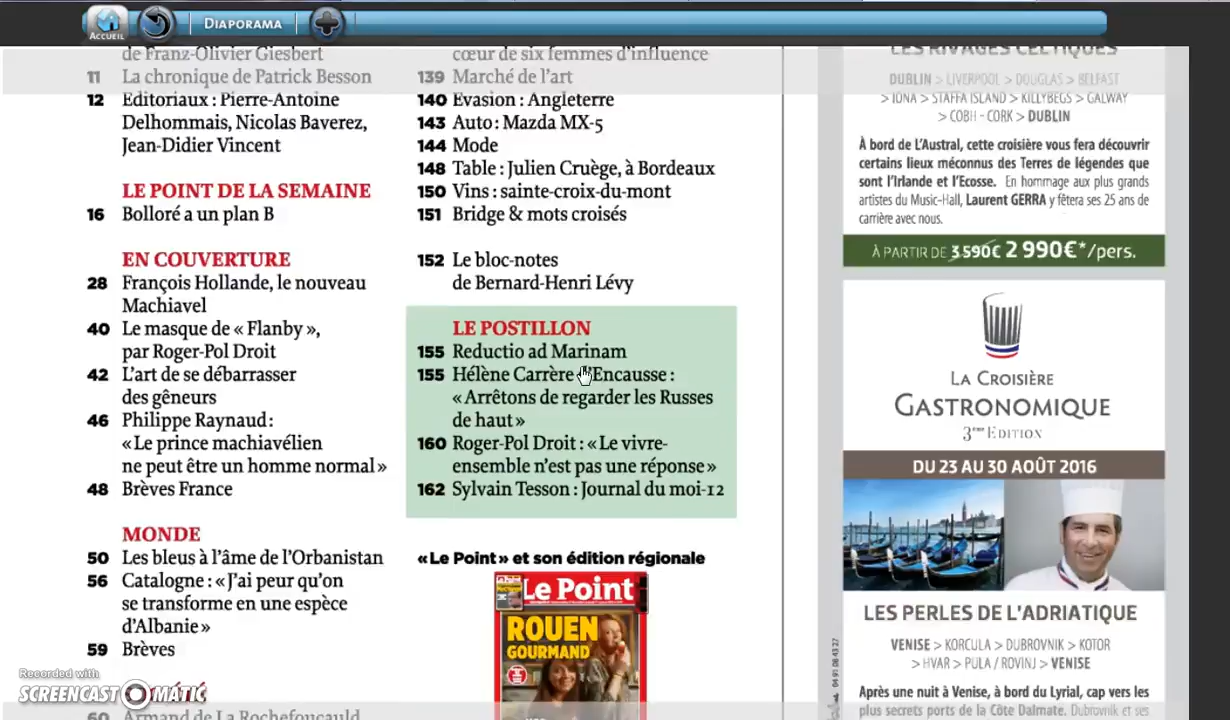 ACCUEIL
DIAPORAMA
de Franz-Olivier Giesbert
11 La chronique de Patrick Besson
12 Editoriaux : Pierre-Antoine
Delhommais, Nicolas Baverez,
Jean-Didier Vincent
LE POINT DE LA SEMAINE
16 Bolloré a un plan B
EN COUVERTURE
28 François Hollande, le nouveau
Machiavel
40 Le masque de « Flanby »,
par Roger-Pol Droit
42 L'art de se débarrasser
des gêneurs
46 Philippe Raynaud :
« Le prince machiavélien
ne peut être un homme normal »
48 Brèves France
MONDE
50 Les bleus à l'âme de l'Orbanistan
56 Catalogne : « J'ai peur qu'on
se transforme en une espèce
d'Albanie »
59 Brèves
60 Armand de La Rochefoucauld
Recorded with
SCREENCAST MATIC
cœur de six femmes d'influence
139 Marché de l'art
140 Evasion : Angleterre
143 Auto : Mazda MX-5
144 Mode
148 Table : Julien Cruège, à Bordeaux
150 Vins : sainte-croix-du-mont
151 Bridge & mots croisés
152 Le bloc-notes
de Bernard-Henri Lévy
LE POSTILLON
155 Reductio ad Marinam
155 Hélène Carrère d'Encausse :
« Arrêtons de regarder les Russes
de haut »
160 Roger-Pol Droit : « Le vivre-
ensemble n'est pas une réponse »
162 Sylvain Tesson : Journal du moi-12
« Le Point » et son édition régionale
Le Point
ROUEN
GOURMAND
LES RIVAGES CELTIQUES
DUBLIN > LIVERPOOL > DOUGLAS > BELFAST
> IONA > STAFFA ISLAND > KILLYBEGS > GALWAY
> COBH - CORK > DUBLIN
À bord de L'Austral, cette croisière vous fera découvrir
certains lieux méconnus des Terres de légendes que
sont l'Irlande et l'Ecosse. En hommage aux plus grands
artistes du Music-Hall, Laurent GERRA y fêtera ses 25 ans de
carrière avec nous.
À PARTIR DE 3 590€ 2 990€*/pers.
LA CROISIÈRE
GASTRONOMIQUE
3ème EDITION
DU 23 AU 30 AOÛT 2016
LES PERLES DE L'ADRIATIQUE
VENISE > KORCULA > DUBROVNIK > KOTOR
> HVAR > PULA / ROVINJ > VENISE
Après une nuit à Venise, à bord du Lyrial, cap vers les
plus secrets ports de la Côte Dalmate. Dubrovnik et ses